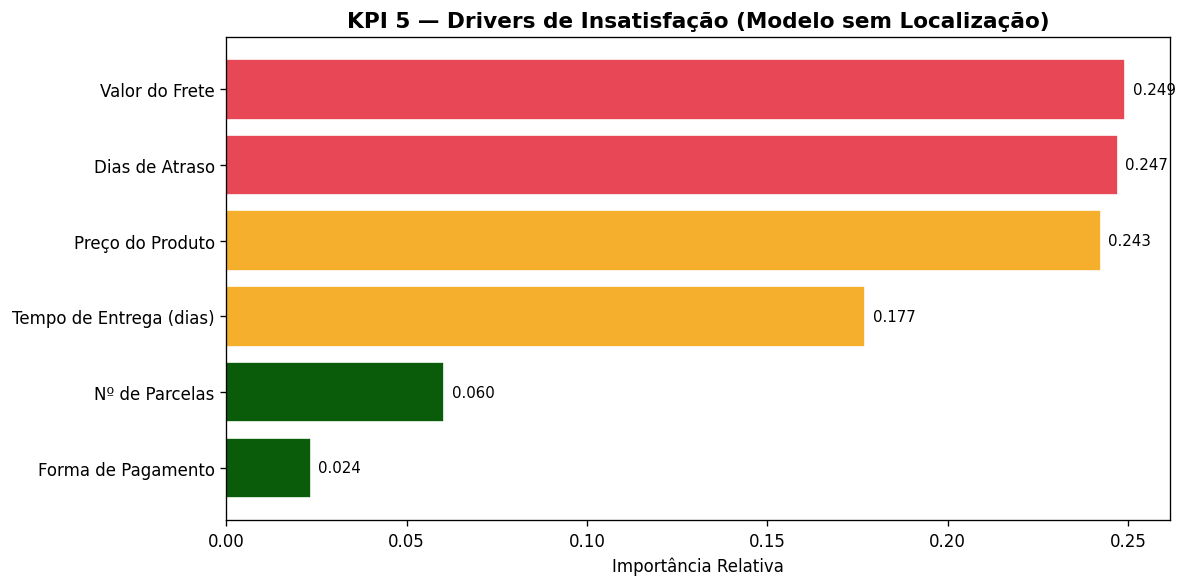 KPI 5 — Drivers de Insatisfação (Modelo sem Localização)
Valor do Frete 0.249
Dias de Atraso 0.247
Preço do Produto 0.243
Tempo de Entrega (dias) 0.177
Nº de Parcelas 0.060
Forma de Pagamento 0.024
0.00 0.05 0.10 0.15 0.20 0.25
Importância Relativa